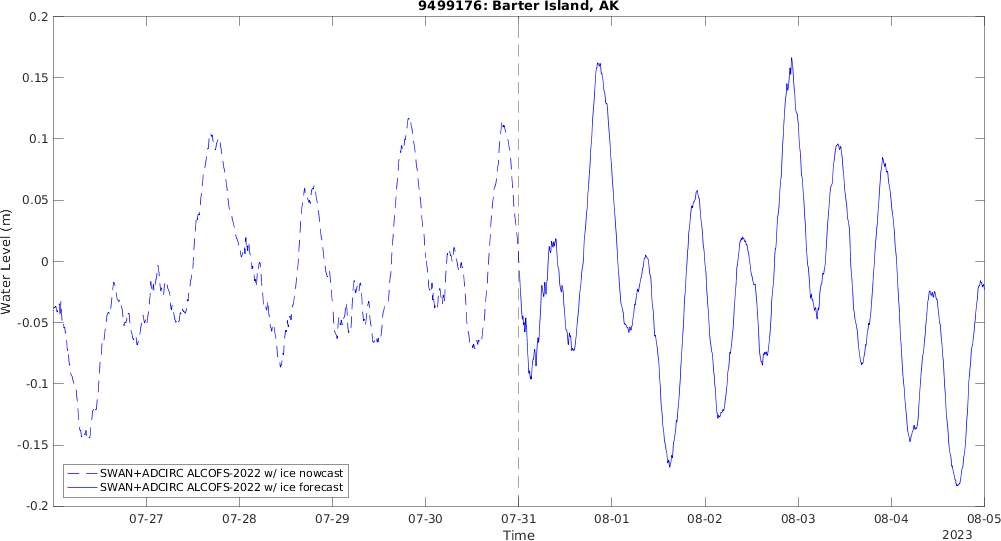 9499176: Barter Island, AK
0.2
0.15
0.1
0.05
0
-0.05
-0.1
-0.15
-0.2
Water Level (m)
SWAN+ADCIRC ALCOFS-2022 w/ ice nowcast
SWAN+ADCIRC ALCOFS-2022 w/ ice forecast
07-27 07-28 07-29 07-30 07-31 08-01 08-02 08-03 08-04 08-05
Time
2023